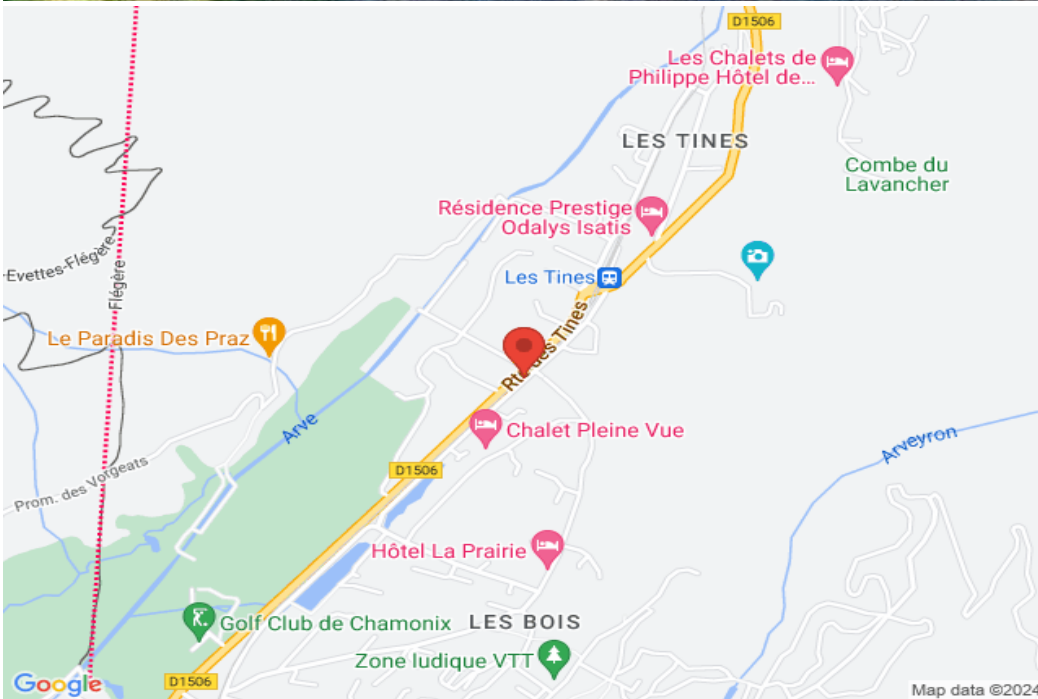 D1506
Les Chalets de
Philippe Hôtel de...
LES TINES
Combe du
Lavancher
Résidence Prestige
Odalys Isatis
-Evettes-Flégère
Flégère
Les Tines
Le Paradis Des Praz
Rte des Tines
Arve
Chalet Pleine Vue
Arveyron
D1506
Prom. des Vorgeats
Hôtel La Prairie
Golf Club de Chamonix
LES BOIS
Zone ludique VTT
D1506
Google
Map data ©2024